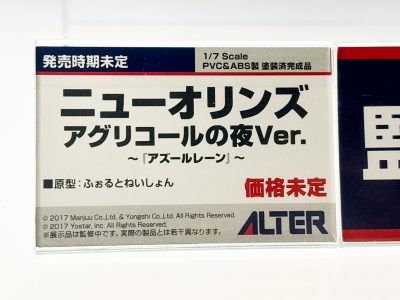 発売時期未定
1/7 Scale
PVC&ABS製 塗装済完成品
ニューオリンズ
アグリコールの夜Ver.
～『アズールレーン』～
■原型：ふぉるとねいしょん
価格未定
© 2017 Manjuu Co.,Ltd. & Yongshi Co.,Ltd. All Rights Reserved.
© 2017 Yostar, Inc. All Rights Reserved.
※展示品は監修中です。実際の製品とは若干異なります。
ALTER
監